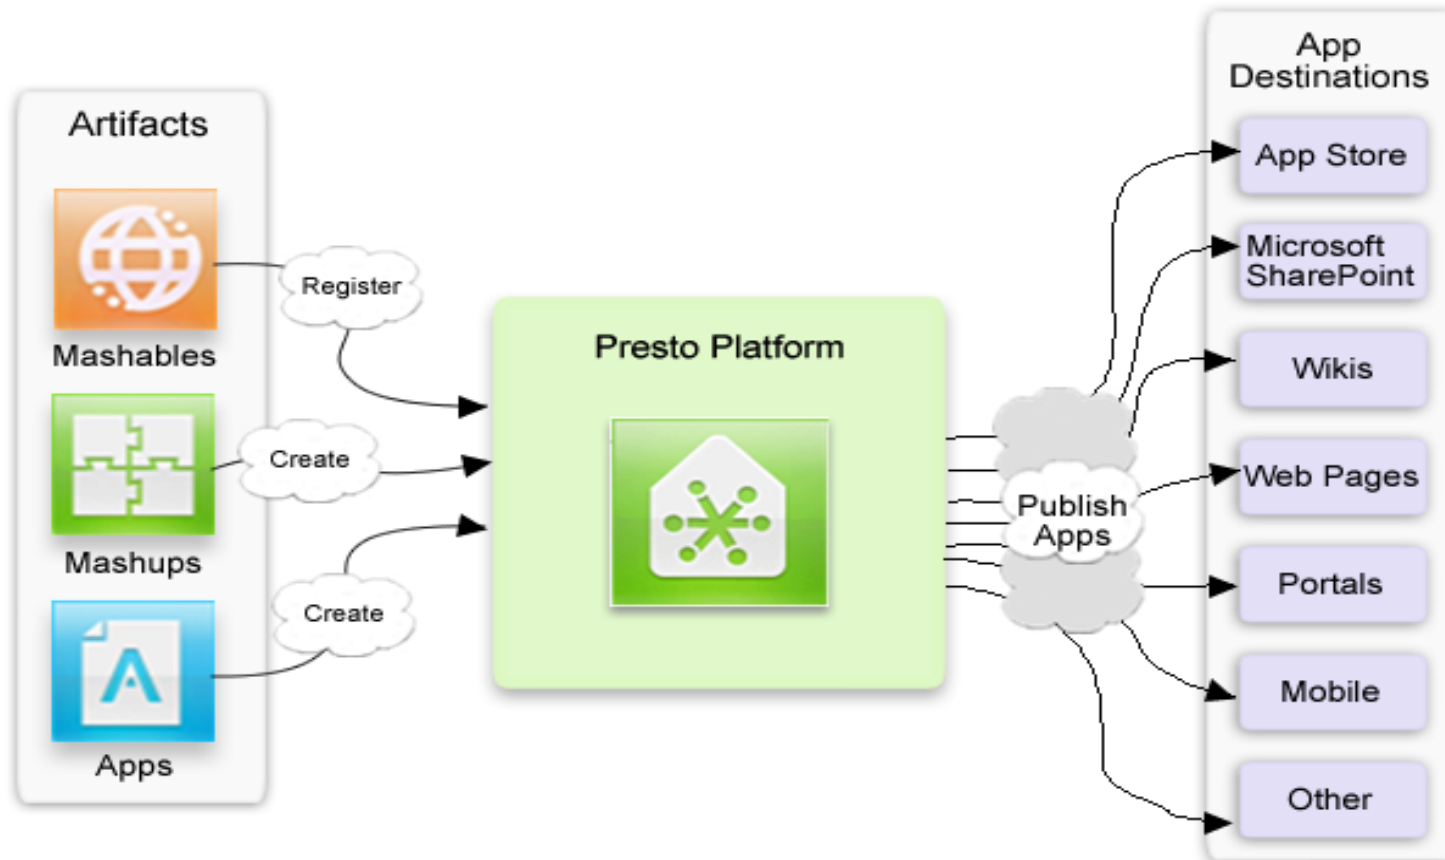 Artifacts
Mashables
Mashups
Apps
Register
Create
Create
Presto Platform
Publish
Apps
App
Destinations
App Store
Microsoft
SharePoint
Wikis
Web Pages
Portals
Mobile
Other